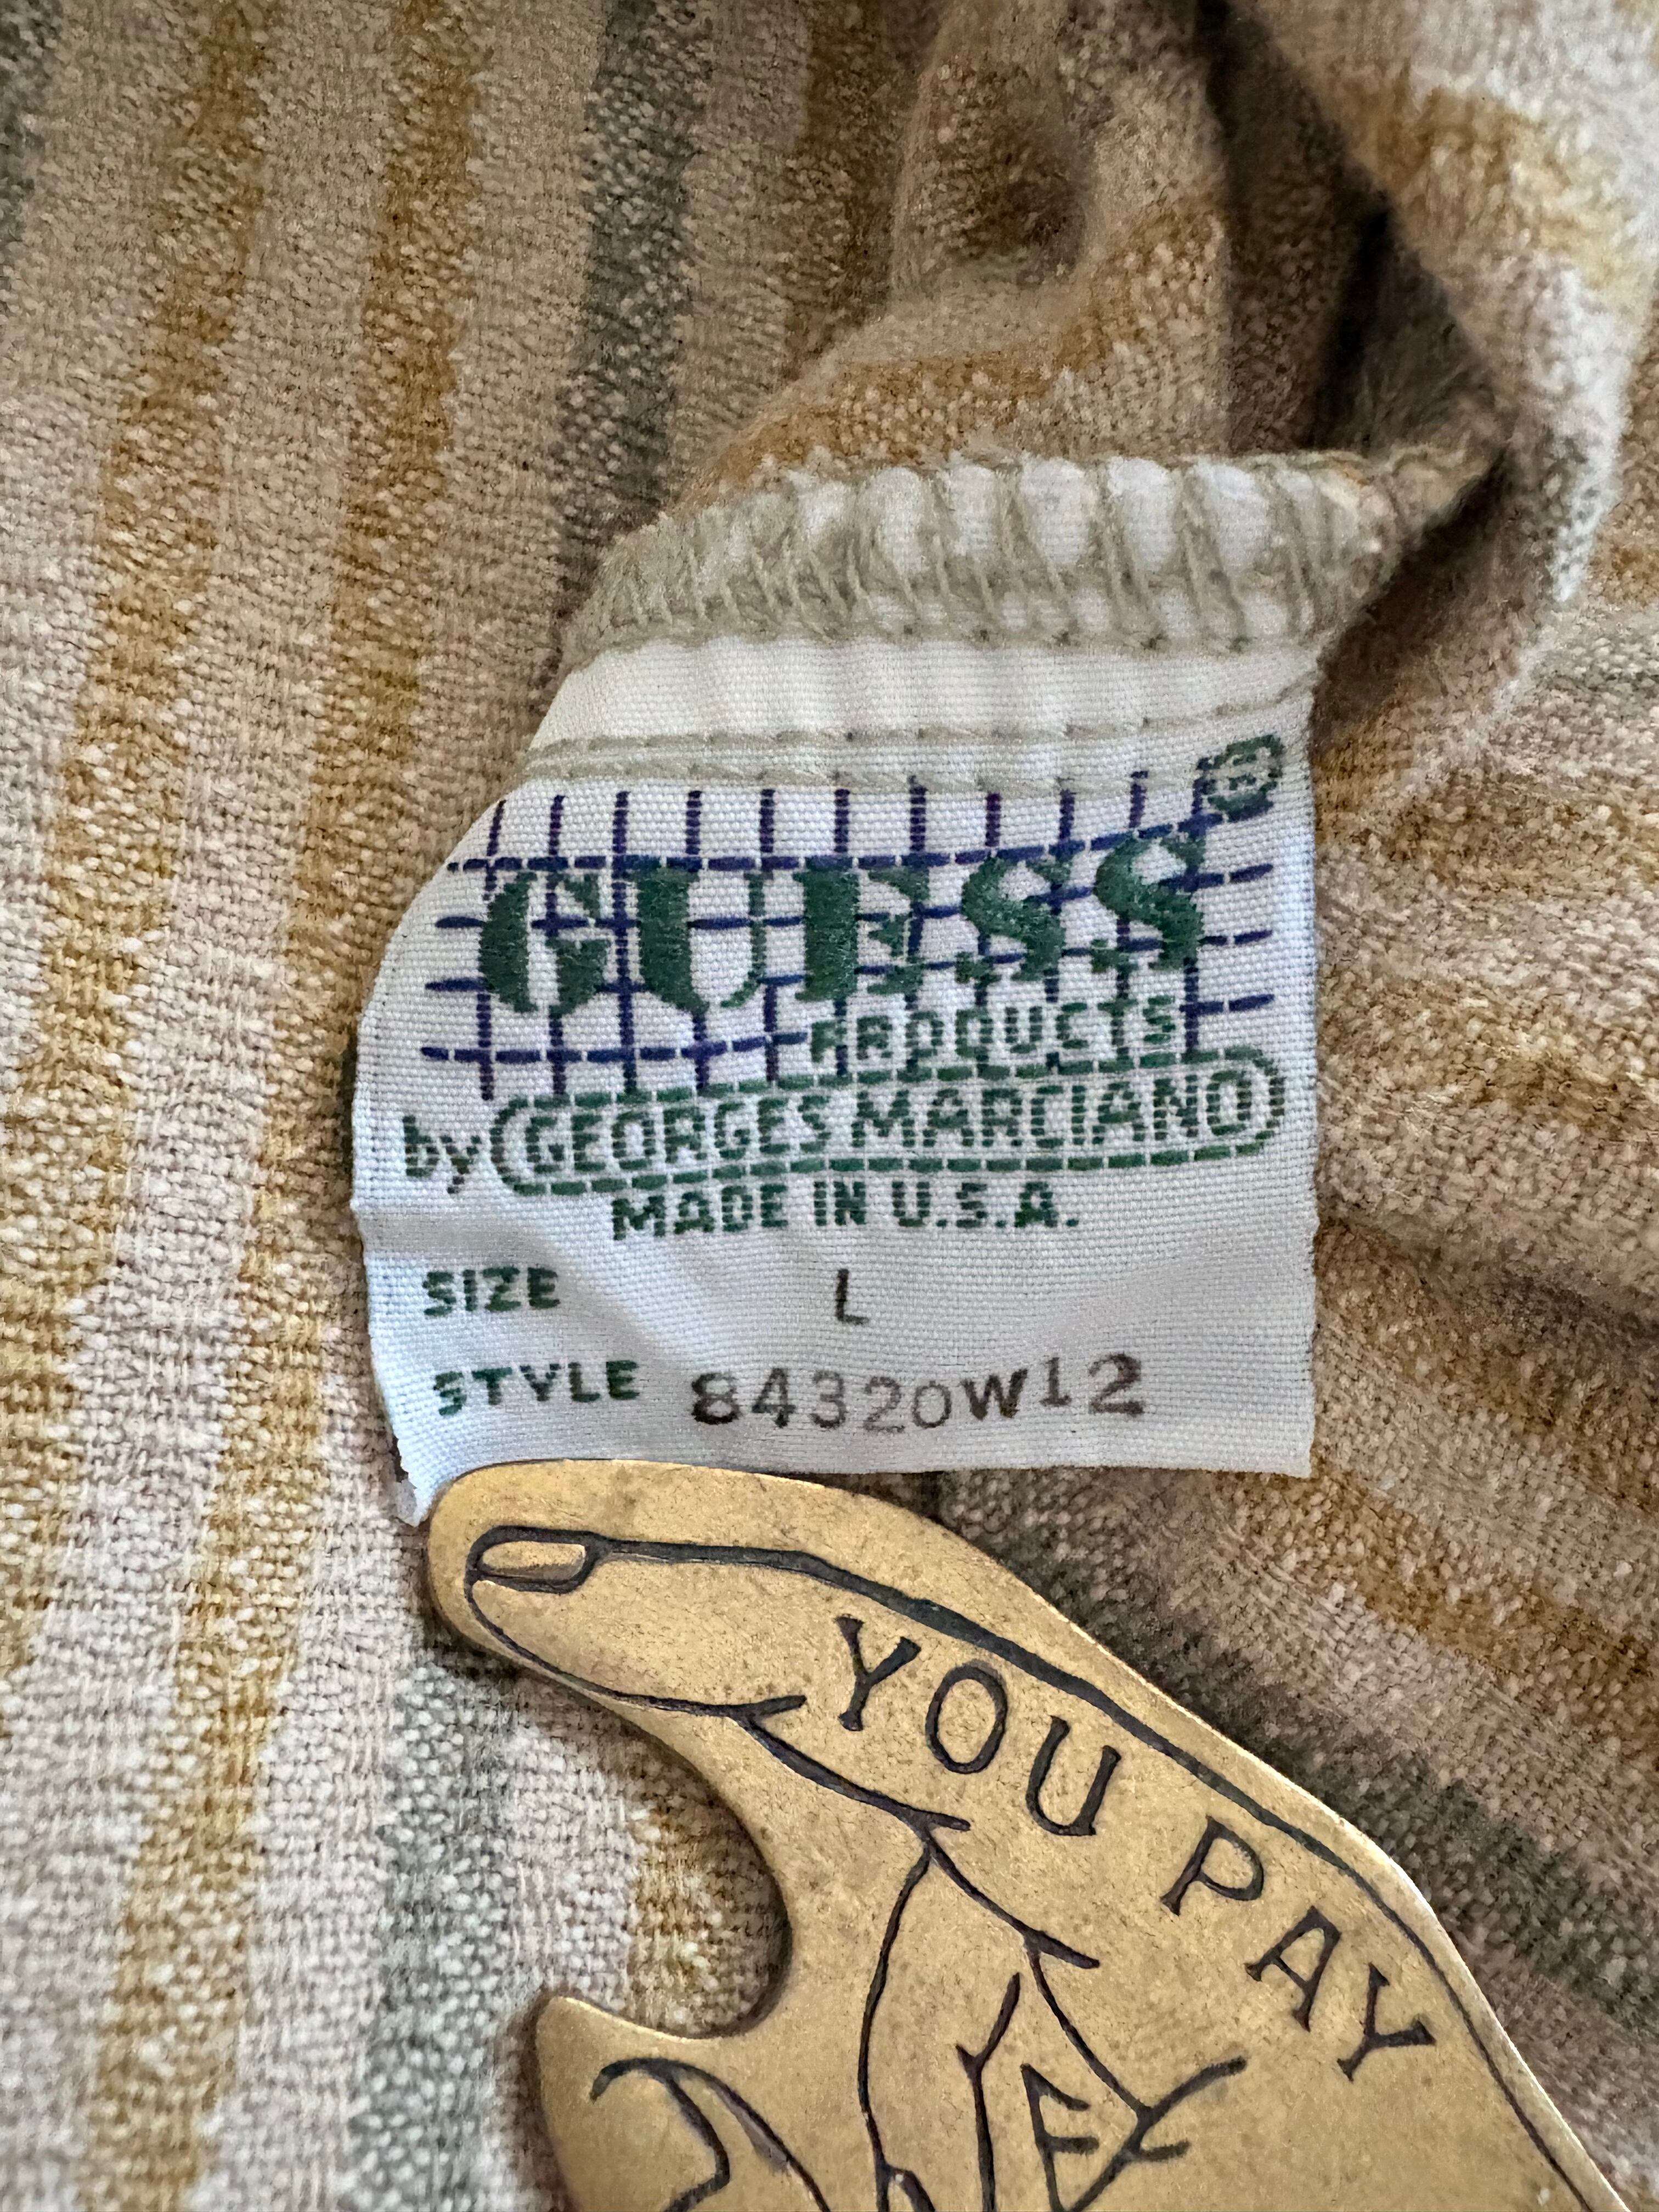 GUESS®
PRODUCTS
by GEORGES MARCIANO
MADE IN U.S.A.
SIZE L
STYLE 84320W12
YOU PAY